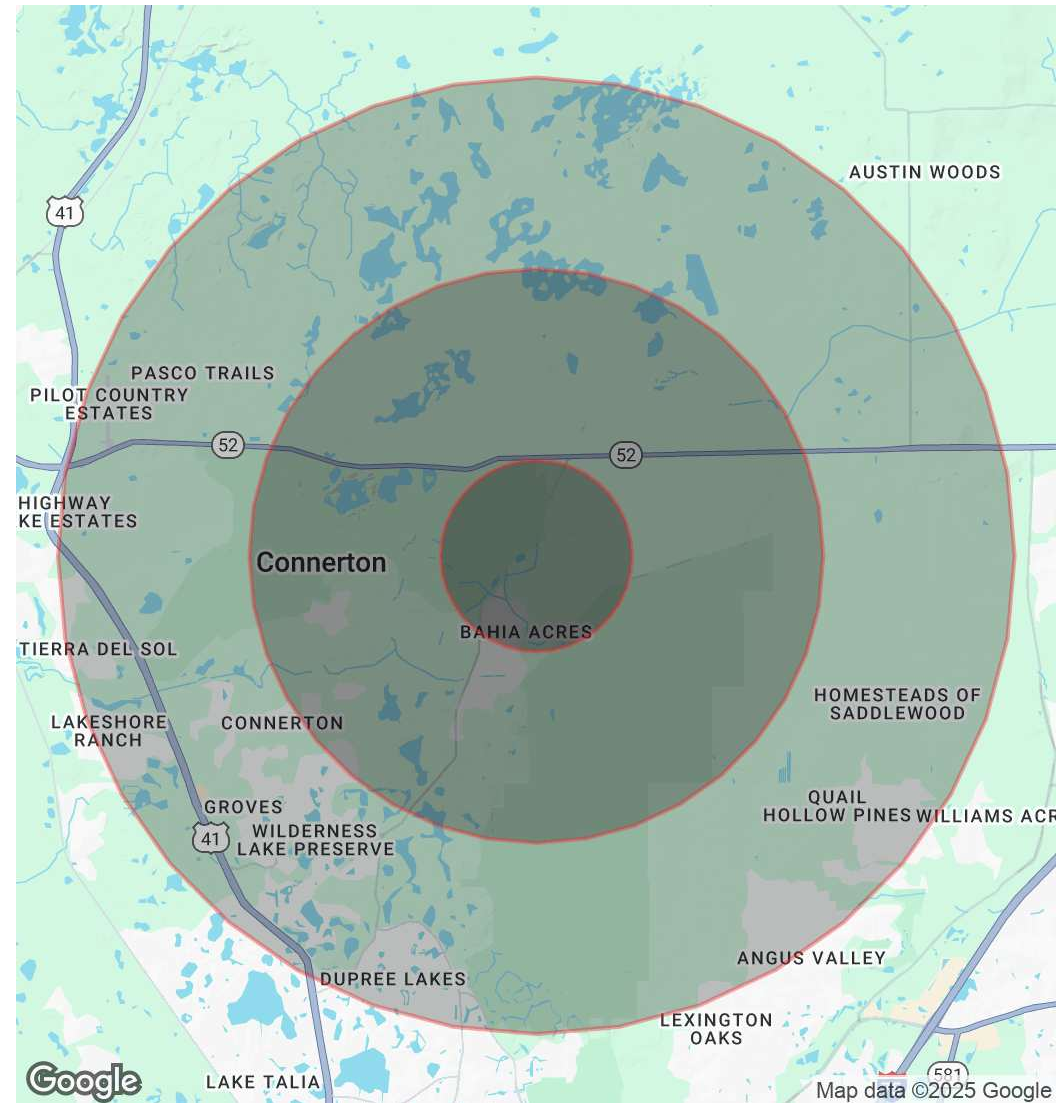 AUSTIN WOODS
41
PASCO TRAILS
PILOT COUNTRY
ESTATES
52
52
HIGHWAY
KE ESTATES
Connerton
BAHIA ACRES
TIERRA DEL SOL
HOMESTEADS OF
SADDLEWOOD
LAKESHORE
RANCH
CONNERTON
QUAIL
HOLLOW PINES
WILLIAMS ACR
GROVES
41
WILDERNESS
LAKE PRESERVE
ANGUS VALLEY
DUPREE LAKES
LEXINGTON
OAKS
581
LAKE TALIA
Google
Map data ©2025 Google